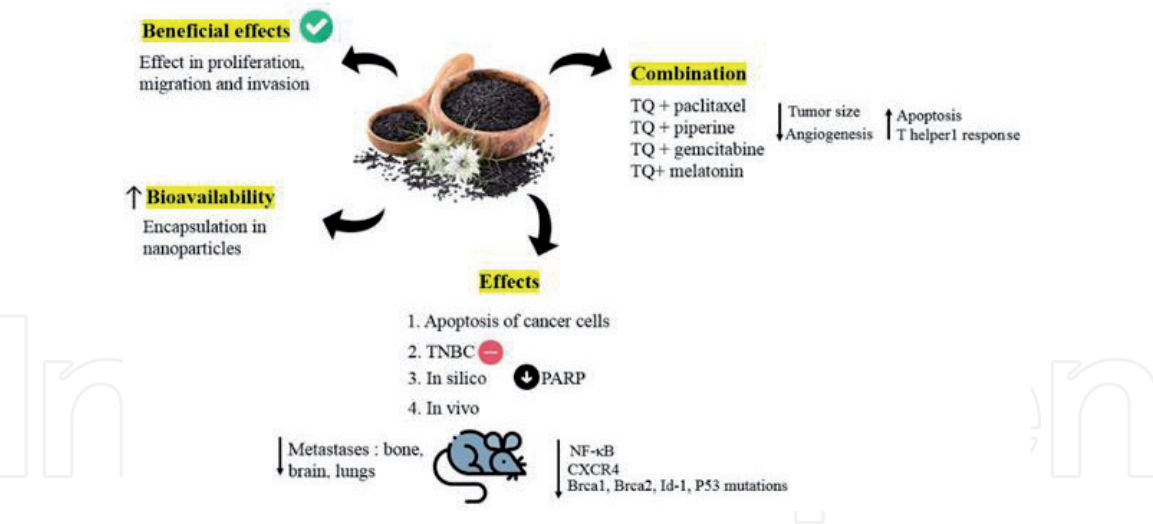 Beneficial effects
Effect in proliferation,
migration and invasion
Combination
TQ + paclitaxel
TQ + piperine
TQ + gemcitabine
TQ+ melatonin
↓ Tumor size
Angiogenesis
↑ Apoptosis
T helper1 response
↑ Bioavailability
Encapsulation in
nanoparticles
Effects
1. Apoptosis of cancer cells
2. TNBC
3. In silico ↓ PARP
4. In vivo
↓ Metastases : bone,
brain, lungs
↓ NF-κB
CXCR4
Brca1, Brca2, Id-1, P53 mutations